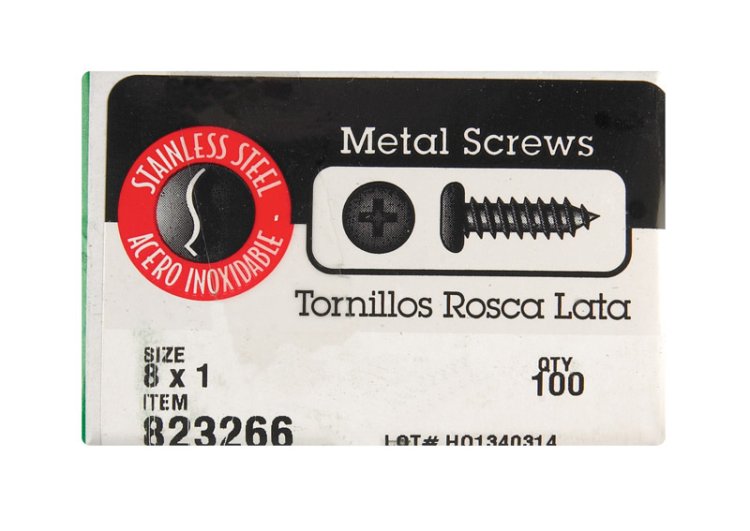 STAINLESS STEEL -
ACERO INOXIDABLE
Metal Screws
Tornillos Rosca Lata
SIZE
8 x 1
QTY
100
ITEM
823266
LOT# HO1340314